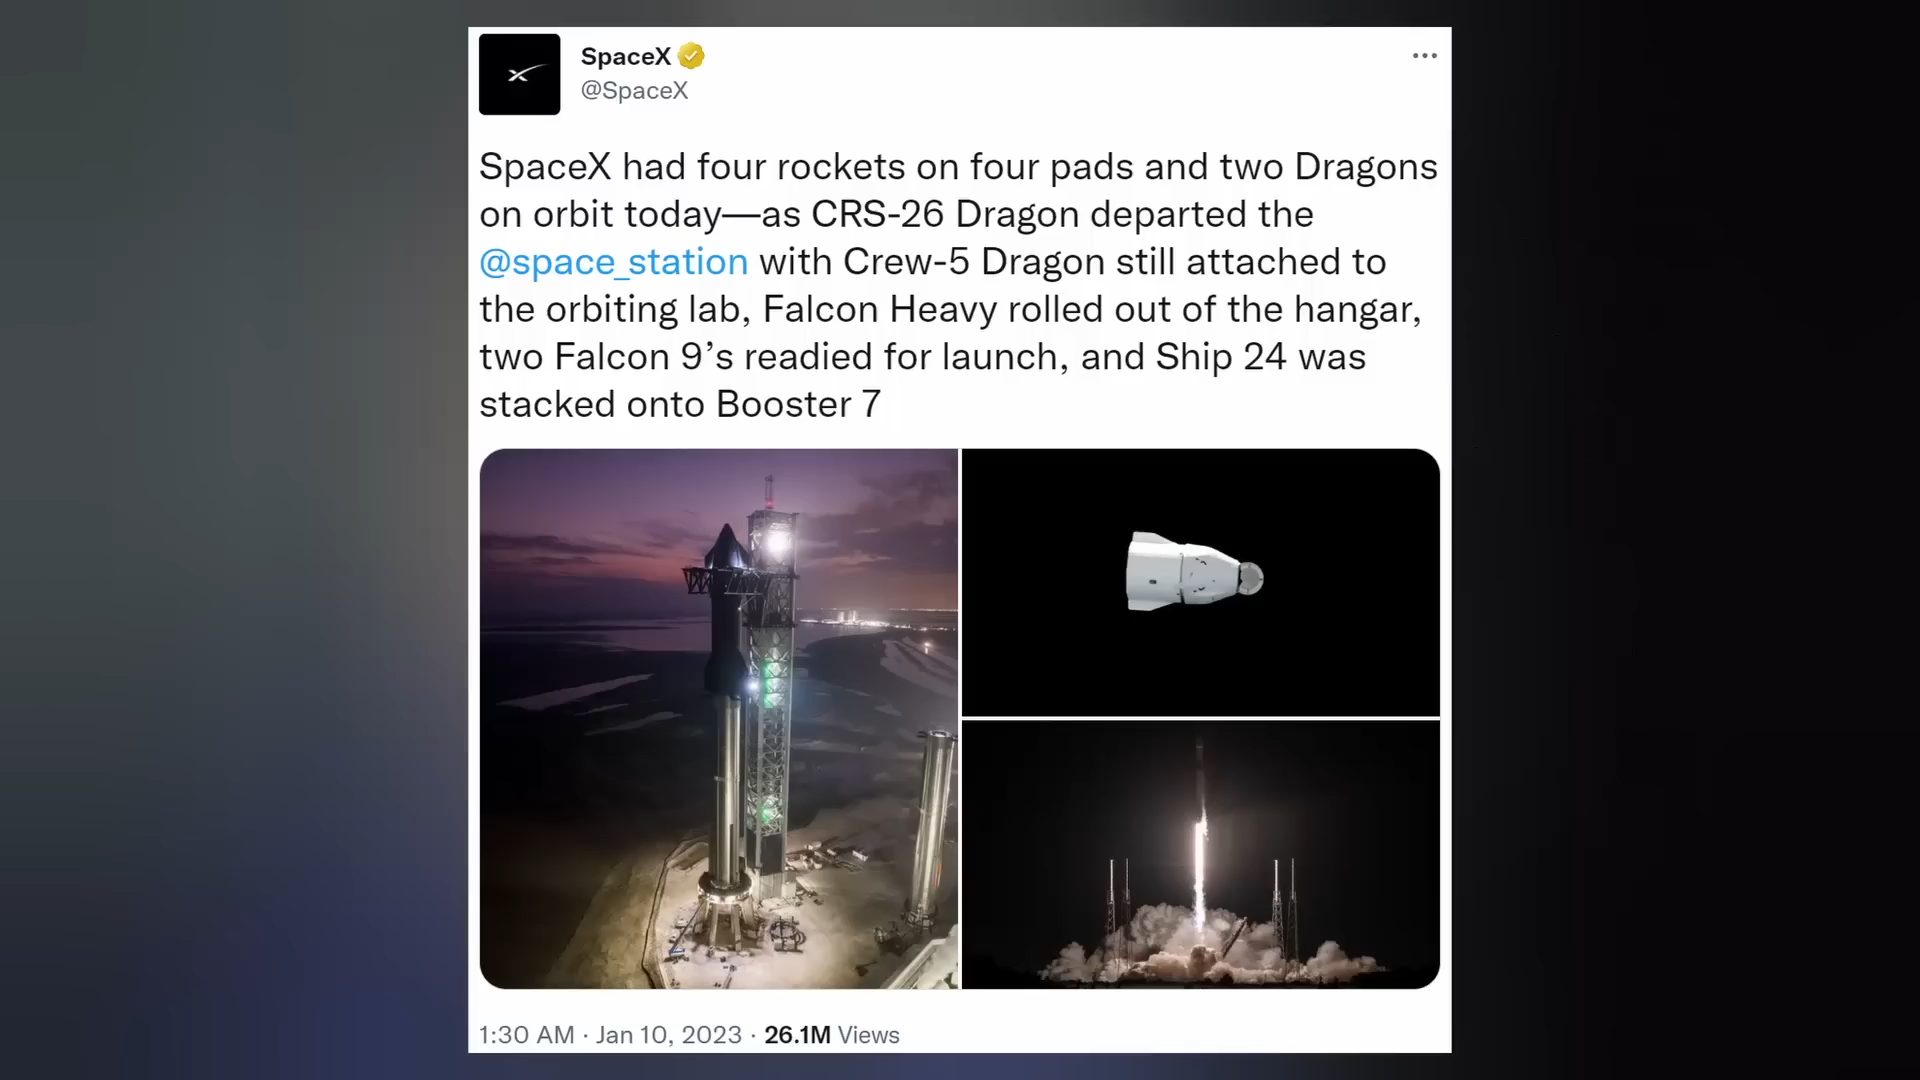 SpaceX
@SpaceX
SpaceX had four rockets on four pads and two Dragons
on orbit today—as CRS-26 Dragon departed the
@space_station with Crew-5 Dragon still attached to
the orbiting lab, Falcon Heavy rolled out of the hangar,
two Falcon 9’s readied for launch, and Ship 24 was
stacked onto Booster 7
1:30 AM · Jan 10, 2023 · 26.1M Views